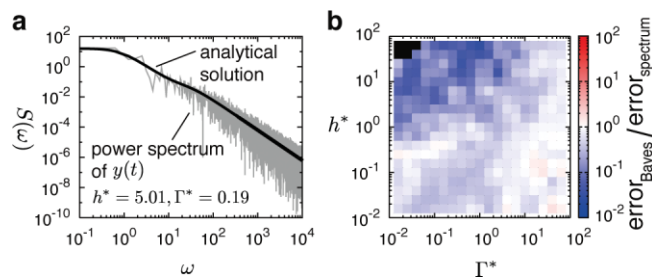 a
10^2
10^0
10^-2
10^-4
10^-6
10^-8
10^-10
S(ω)
analytical
solution
power spectrum
of y(t)
h* = 5.01, Γ* = 0.19
10^-1 10^0 10^1 10^2 10^3 10^4
ω
b
10^2
10^1
10^0
10^-1
10^-2
h*
10^-2 10^-1 10^0 10^1 10^2
Γ*
10^2
10^1
10^0
10^-1
10^-2
error_Bayes / error_spectrum